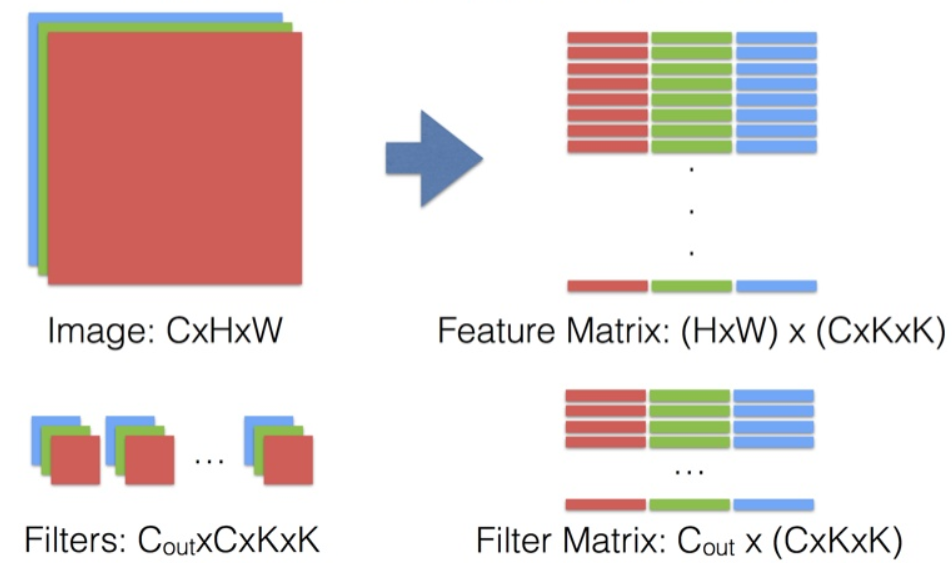 Image: CxHxW
Feature Matrix: (HxW) x (CxKxK)
...
Filters: CoutxCxKxK
...
Filter Matrix: Cout x (CxKxK)